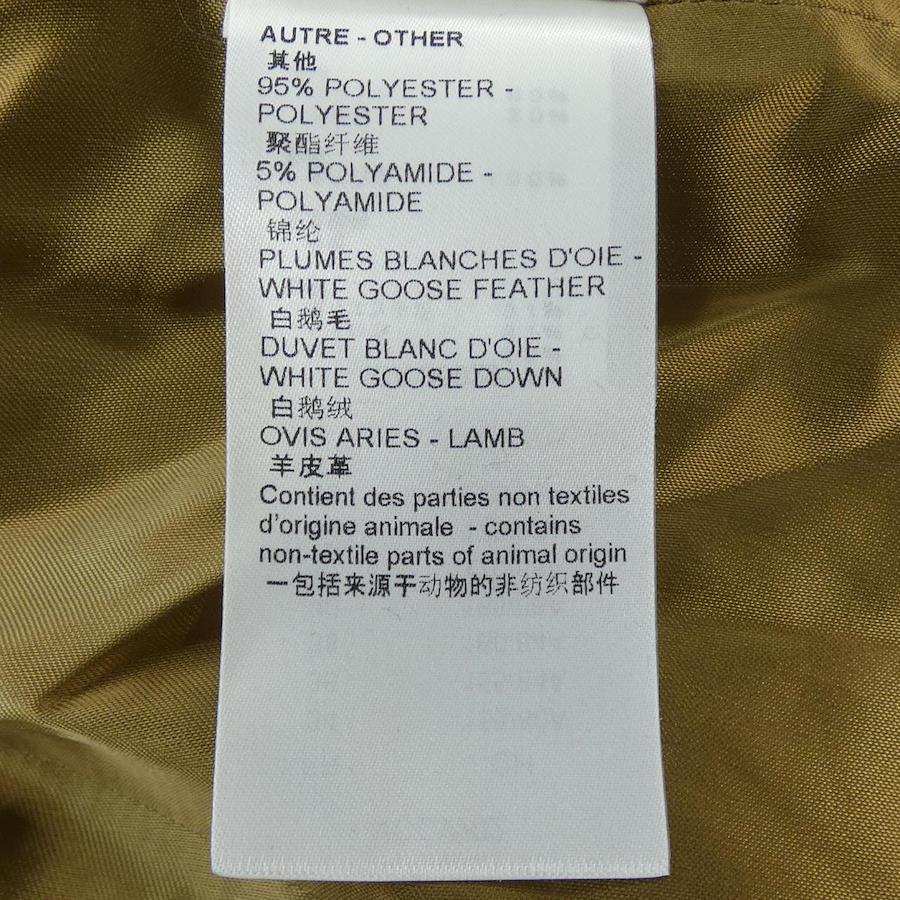 AUTRE - OTHER
其他
95% POLYESTER -
POLYESTER
聚酯纤维
5% POLYAMIDE -
POLYAMIDE
锦纶
PLUMES BLANCHES D'OIE -
WHITE GOOSE FEATHER
白鹅毛
DUVET BLANC D'OIE -
WHITE GOOSE DOWN
白鹅绒
OVIS ARIES - LAMB
羊皮革
Contient des parties non textiles
d'origine animale - contains
non-textile parts of animal origin
一包括来源于动物的非纺织部件